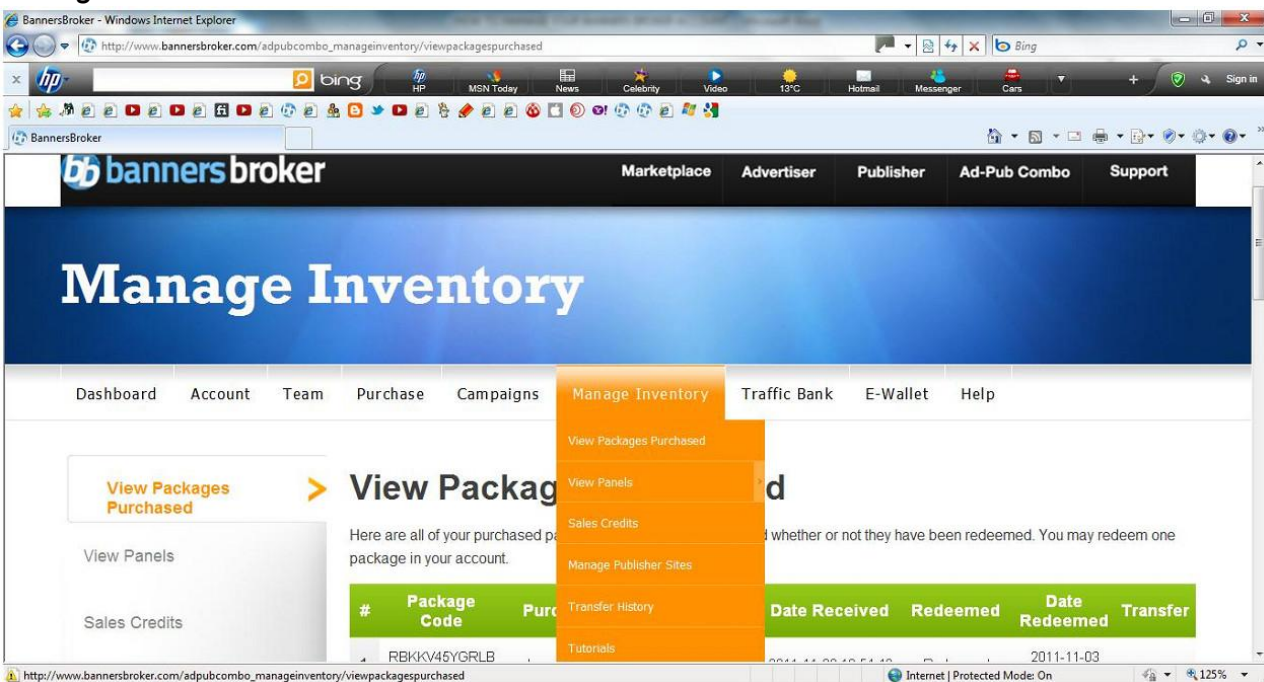 BannersBroker - Windows Internet Explorer
http://www.bannersbroker.com/adpubcombo_manageinventory/viewpackagespurchased
Bing
hp
bing
HP
MSN Today
News
Celebrity
Video
13°C
Hotmail
Messenger
Cars
Sign in
BannersBroker
bb banners broker
Marketplace Advertiser Publisher Ad-Pub Combo Support
Manage Inventory
Dashboard Account Team Purchase Campaigns Manage Inventory Traffic Bank E-Wallet Help
View Packages Purchased
View Panels
Sales Credits
Manage Publisher Sites
Transfer History
Tutorials
View Packages
Purchased
View Panels
Sales Credits
View Packag d
Here are all of your purchased pa whether or not they have been redeemed. You may redeem one
package in your account.
# Package Code Purc Date Received Redeemed Date Redeemed Transfer
RBKKV45YGRLB
2011-11-03
http://www.bannersbroker.com/adpubcombo_manageinventory/viewpackagespurchased
Internet | Protected Mode: On
125%